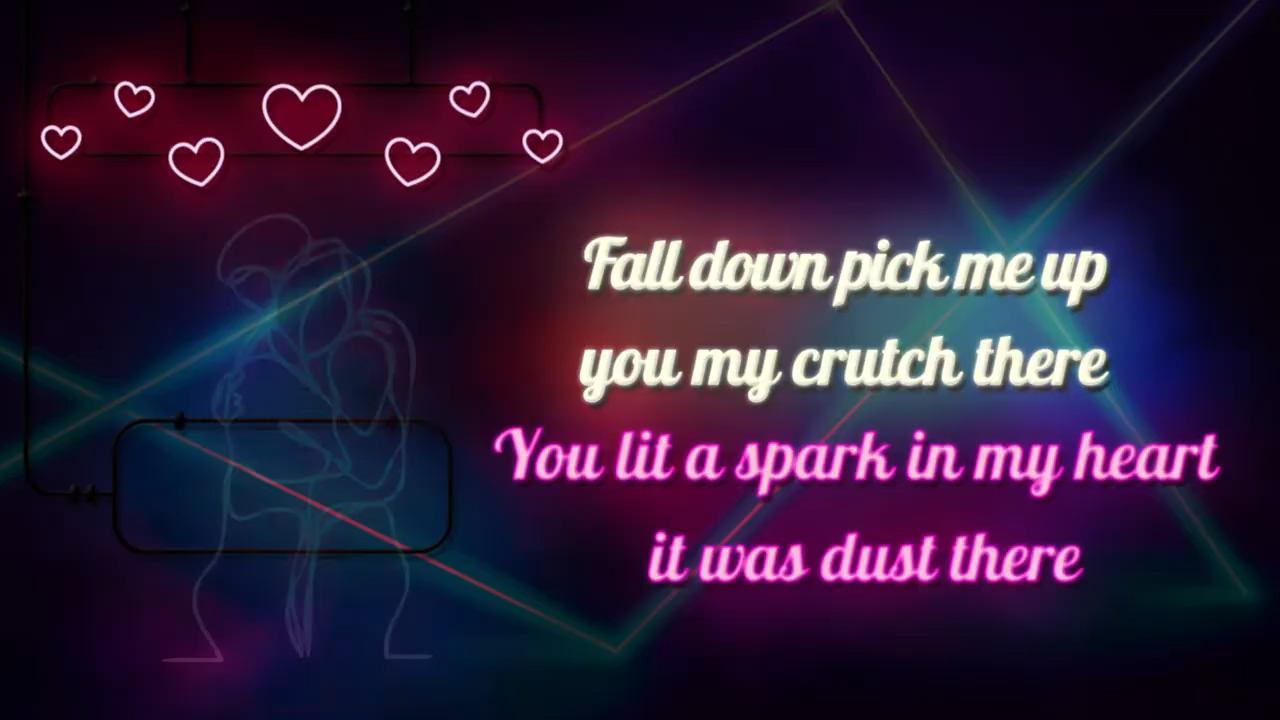 Fall down pick me up
you my crutch there
You lit a spark in my heart
it was dust there